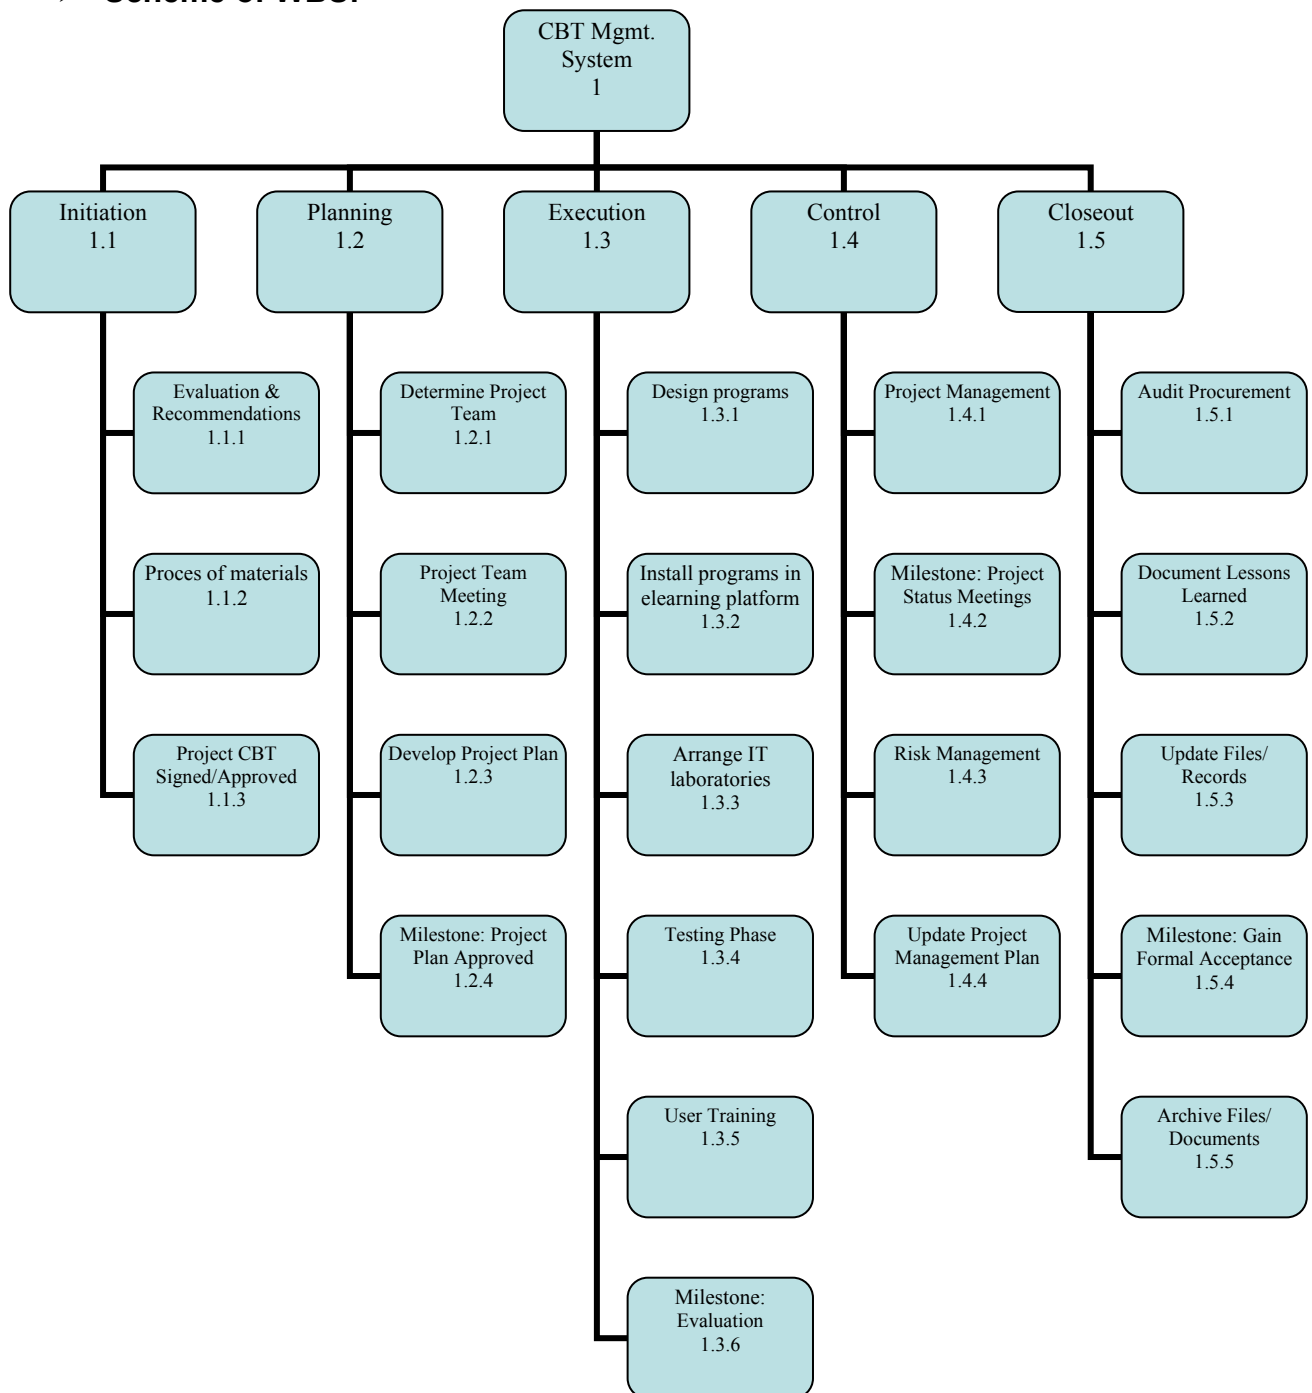 Scheme of WBS:
CBT Mgmt.
System
1
Initiation
1.1
Planning
1.2
Execution
1.3
Control
1.4
Closeout
1.5
Evaluation &
Recommendations
1.1.1
Determine Project
Team
1.2.1
Design programs
1.3.1
Project Management
1.4.1
Audit Procurement
1.5.1
Proces of materials
1.1.2
Project Team
Meeting
1.2.2
Install programs in
elearning platform
1.3.2
Milestone: Project
Status Meetings
1.4.2
Document Lessons
Learned
1.5.2
Project CBT
Signed/Approved
1.1.3
Develop Project Plan
1.2.3
Arrange IT
laboratories
1.3.3
Risk Management
1.4.3
Update Files/
Records
1.5.3
Milestone: Project
Plan Approved
1.2.4
Testing Phase
1.3.4
Update Project
Management Plan
1.4.4
Milestone: Gain
Formal Acceptance
1.5.4
User Training
1.3.5
Archive Files/
Documents
1.5.5
Milestone:
Evaluation
1.3.6